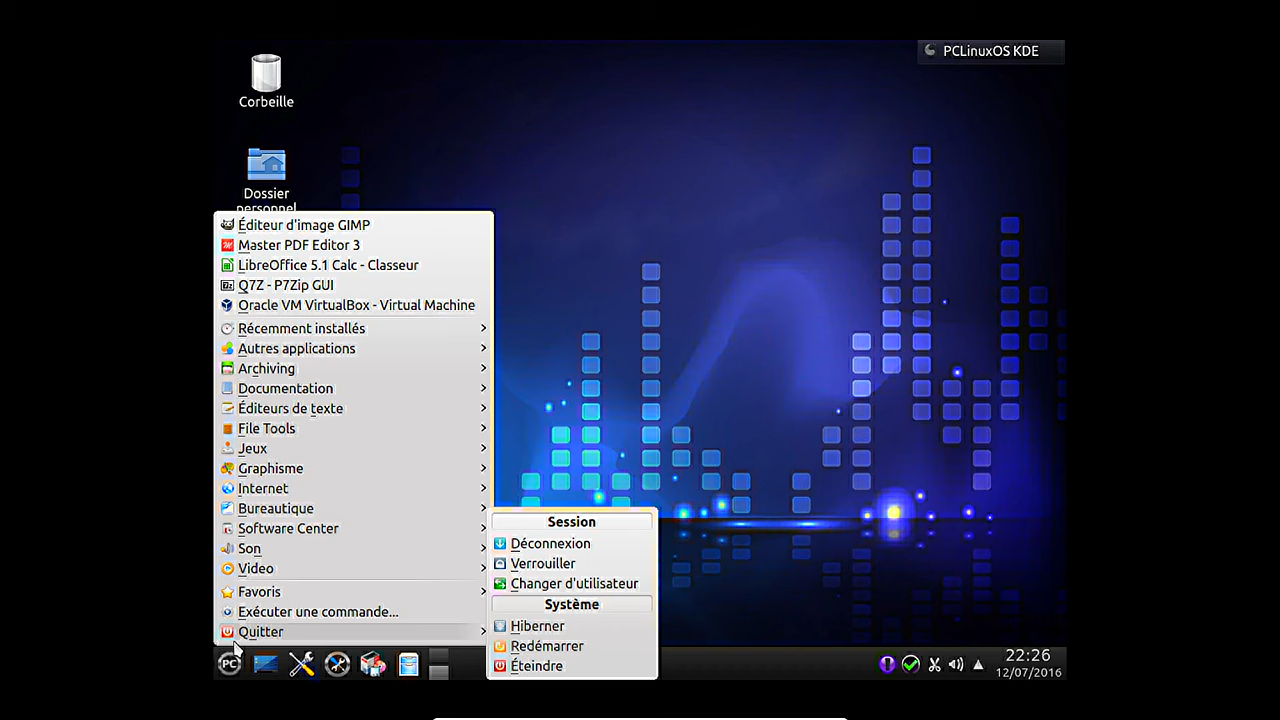 PCLinuxOS KDE
Corbeille
Dossier
personnel
Éditeur d'image GIMP
Master PDF Editor 3
LibreOffice 5.1 Calc - Classeur
Q7Z - P7Zip GUI
Oracle VM VirtualBox - Virtual Machine
Récemment installés
Autres applications
Archiving
Documentation
Éditeurs de texte
File Tools
Jeux
Graphisme
Internet
Bureautique
Software Center
Son
Video
Favoris
Exécuter une commande...
Quitter
Session
Déconnexion
Verrouiller
Changer d'utilisateur
Système
Hiberner
Redémarrer
Éteindre
PC
22:26
12/07/2016